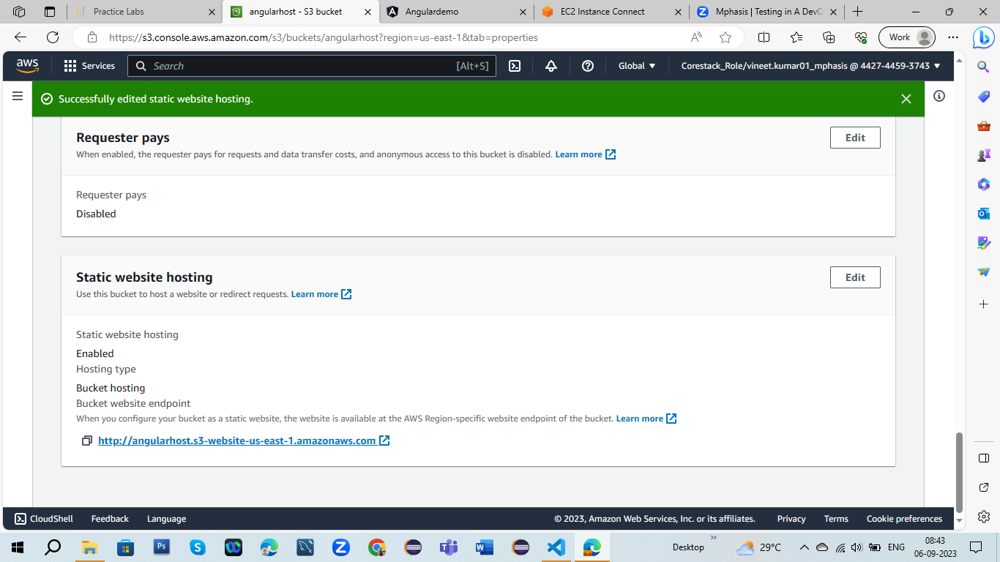 Practice Labs
angularhost - S3 bucket
Angulardemo
EC2 Instance Connect
Mphasis | Testing in A DevO
https://s3.console.aws.amazon.com/s3/buckets/angularhost?region=us-east-1&tab=properties
Work
aws
Services
Search
[Alt+S]
Global
Corestack_Role/vineet.kumar01_mphasis @ 4427-4459-3743
Successfully edited static website hosting.
Requester pays
Edit
When enabled, the requester pays for requests and data transfer costs, and anonymous access to this bucket is disabled. Learn more
Requester pays
Disabled
Static website hosting
Edit
Use this bucket to host a website or redirect requests. Learn more
Static website hosting
Enabled
Hosting type
Bucket hosting
Bucket website endpoint
When you configure your bucket as a static website, the website is available at the AWS Region-specific website endpoint of the bucket. Learn more
http://angularhost.s3-website-us-east-1.amazonaws.com
CloudShell
Feedback
Language
© 2023, Amazon Web Services, Inc. or its affiliates.
Privacy
Terms
Cookie preferences
Desktop
29°C
ENG
08:43
06-09-2023